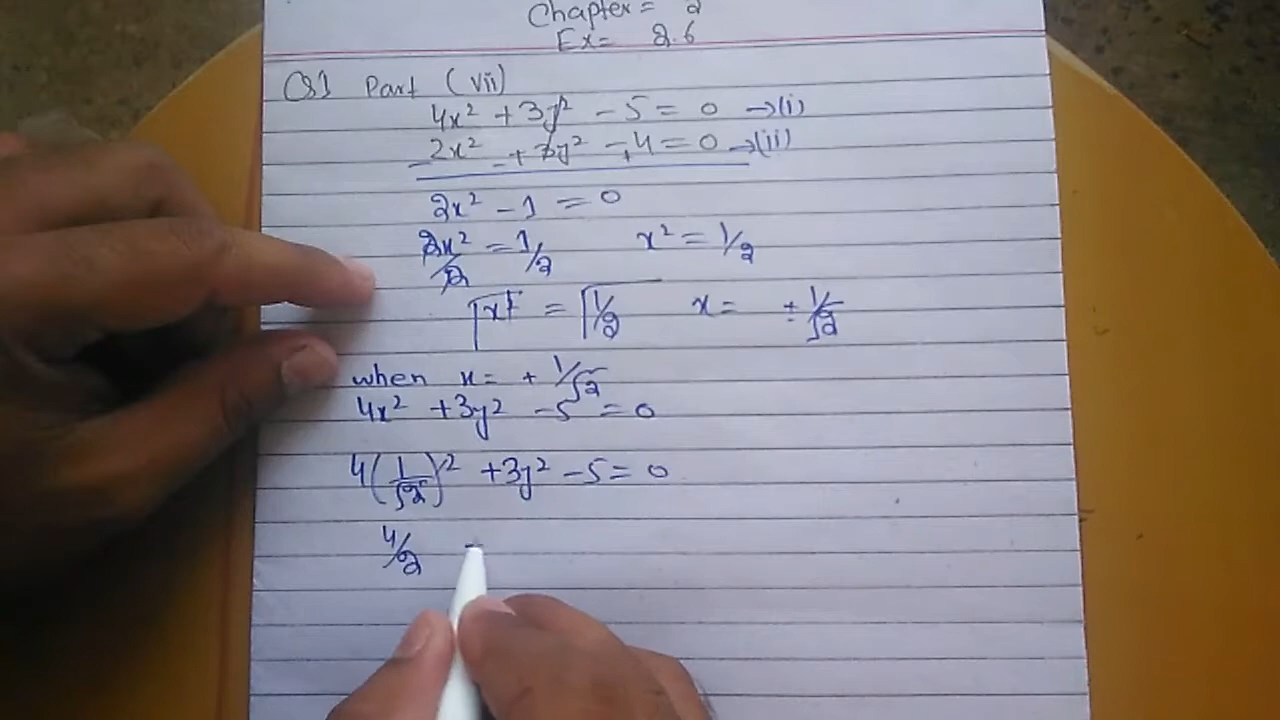 Chapter = 2
Ex = 2.6
Q1 Part (vii)
4x² + 3y² - 5 = 0 →(i)
2x² + 3y² - 4 = 0 →(ii)
- - +
2x² - 1 = 0
2x²/2 = 1/2 x² = 1/2
√x² = √1/2 x = ± 1/√2
when x = + 1/√2
4x² + 3y² - 5 = 0
4(1/√2)² + 3y² - 5 = 0
4/2